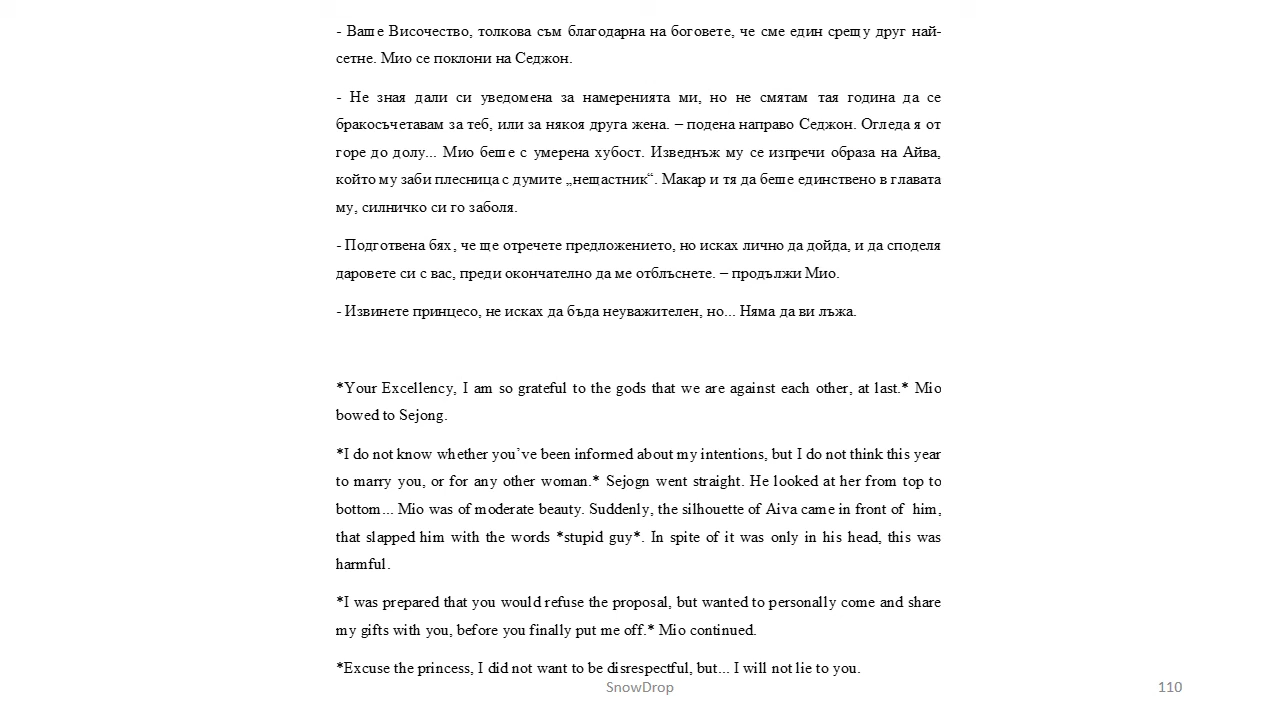 - Ваше Височество, толкова съм благодарна на боговете, че сме един срещу друг най-
сетне. Мио се поклони на Седжон.
- Не зная дали си уведомена за намеренията ми, но не смятам тая година да се
бракосъчетавам за теб, или за някоя друга жена. – подена направо Седжон. Огледа я от
горе до долу... Мио беше с умерена хубост. Изведнъж му се изпречи образа на Айва,
който му заби плесница с думите „нещастник“. Макар и тя да беше единствено в главата
му, силничко си го заболя.
- Подготвена бях, че ще отречете предложението, но исках лично да дойда, и да споделя
даровете си с вас, преди окончателно да ме отблъснете. – продължи Мио.
- Извинете принцесо, не исках да бъда неуважителен, но... Няма да ви лъжа.
*Your Excellency, I am so grateful to the gods that we are against each other, at last.* Mio
bowed to Sejong.
*I do not know whether you’ve been informed about my intentions, but I do not think this year
to marry you, or for any other woman.* Sejogn went straight. He looked at her from top to
bottom... Mio was of moderate beauty. Suddenly, the silhouette of Aiva came in front of him,
that slapped him with the words *stupid guy*. In spite of it was only in his head, this was
harmful.
*I was prepared that you would refuse the proposal, but wanted to personally come and share
my gifts with you, before you finally put me off.* Mio continued.
*Excuse the princess, I did not want to be disrespectful, but... I will not lie to you.
SnowDrop
110